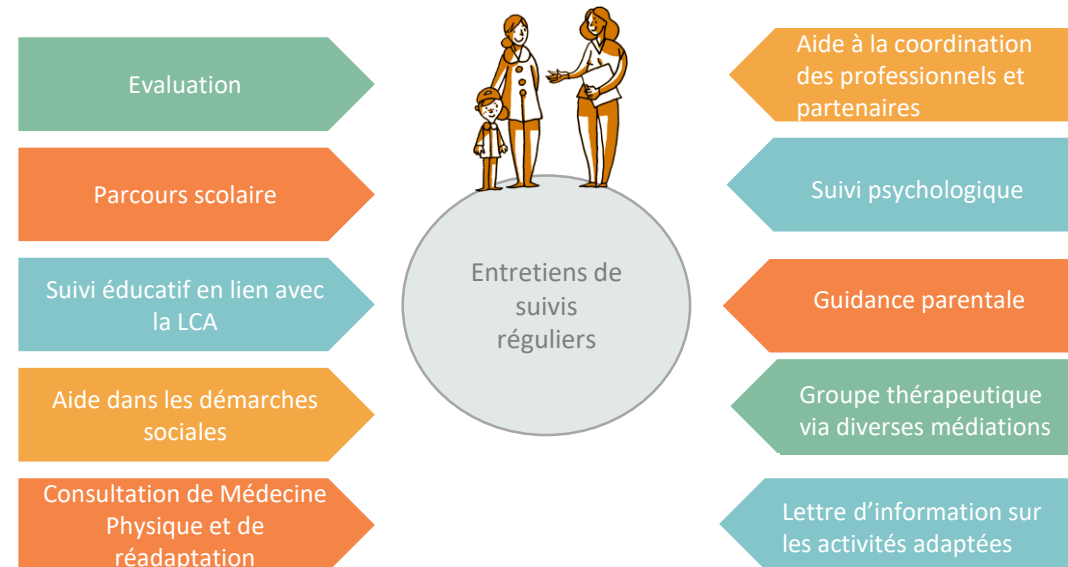 Evaluation
Parcours scolaire
Suivi éducatif en lien avec
la LCA
Aide dans les démarches
sociales
Consultation de Médecine
Physique et de
réadaptation
Entretiens de
suivis
réguliers
Aide à la coordination
des professionnels et
partenaires
Suivi psychologique
Guidance parentale
Groupe thérapeutique
via diverses médiations
Lettre d’information sur
les activités adaptées